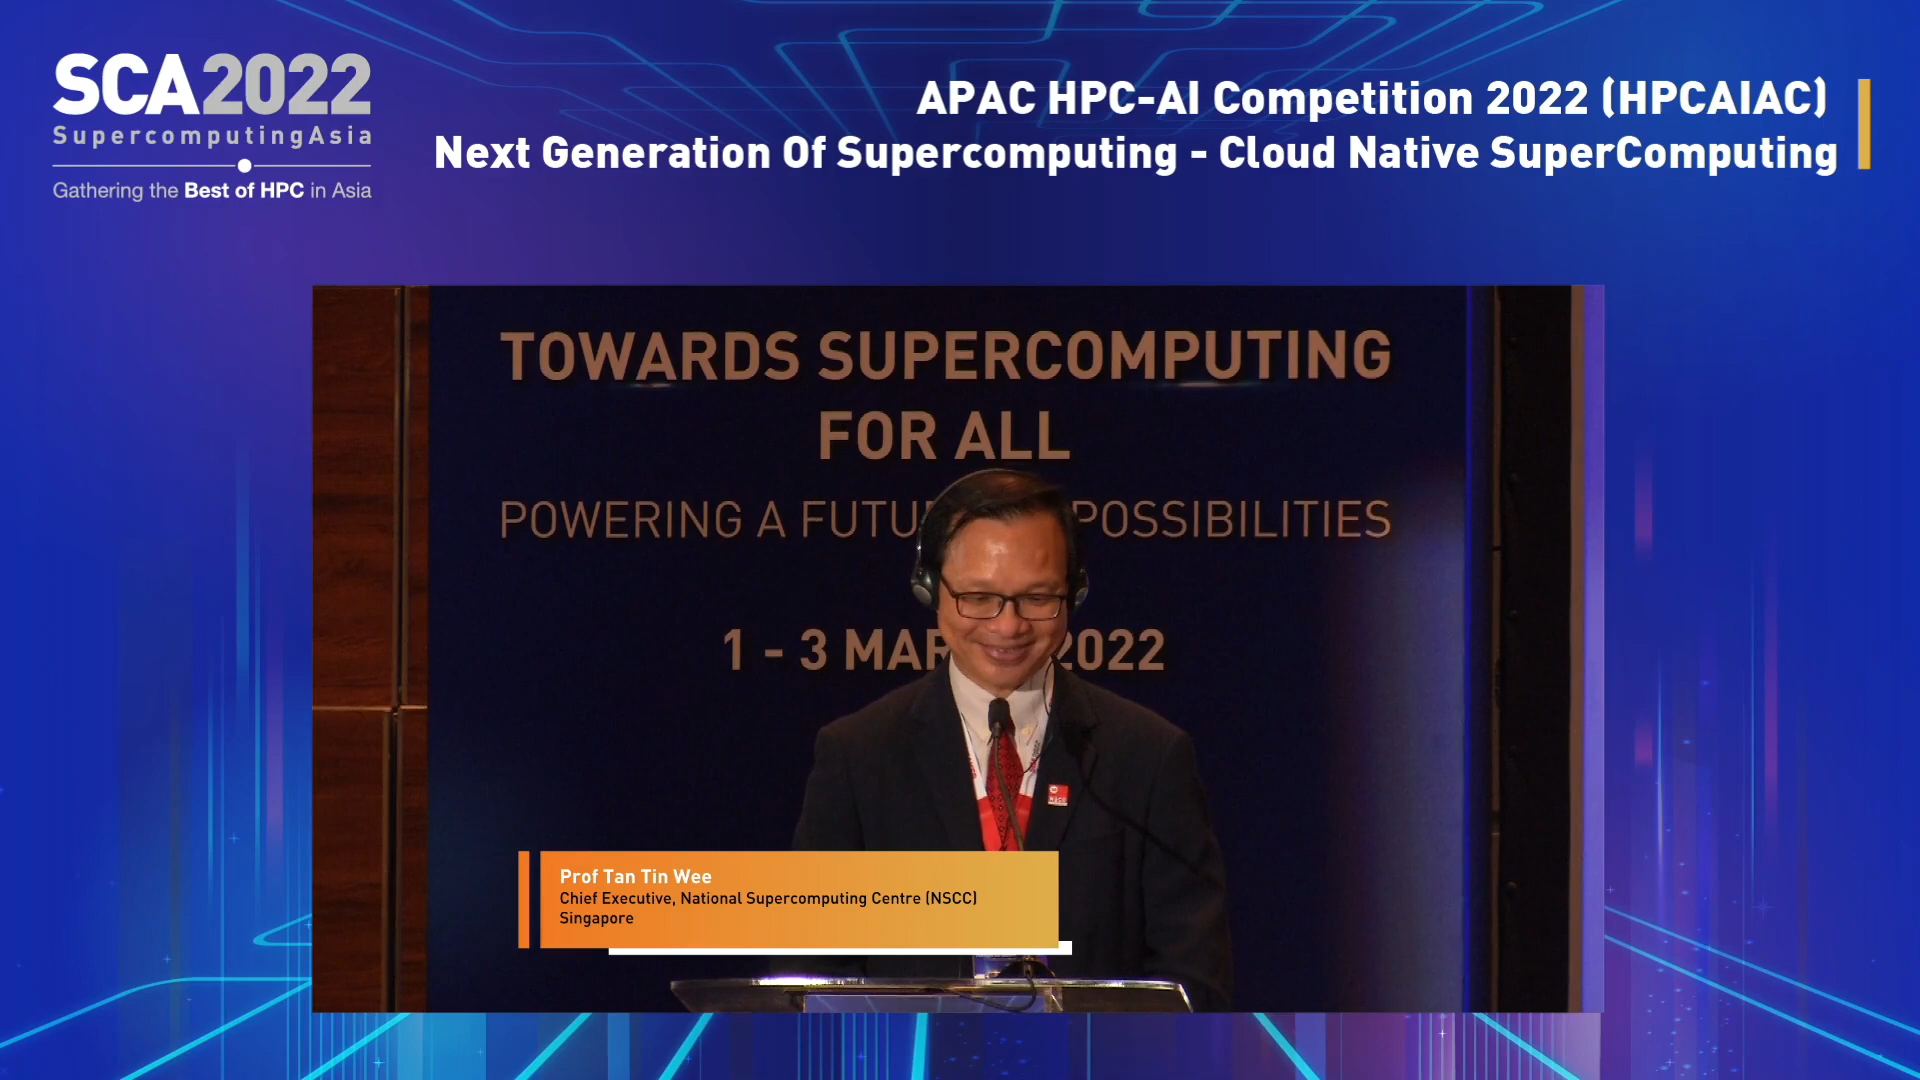 SCA2022
SupercomputingAsia
Gathering the Best of HPC in Asia
APAC HPC-AI Competition 2022 (HPCAIAC)
Next Generation Of Supercomputing - Cloud Native SuperComputing
TOWARDS SUPERCOMPUTING
FOR ALL
POWERING A FUTU POSSIBILITIES
1 - 3 MAR 2022
Prof Tan Tin Wee
Chief Executive, National Supercomputing Centre (NSCC)
Singapore